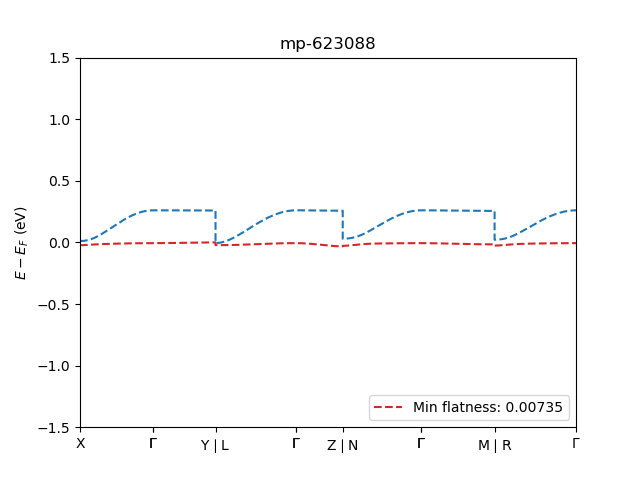 mp-623088
1.5
1.0
0.5
0.0
−0.5
−1.0
−1.5
E − E_F (eV)
Min flatness: 0.00735
X Γ Y | L Γ Z | N Γ M | R Γ